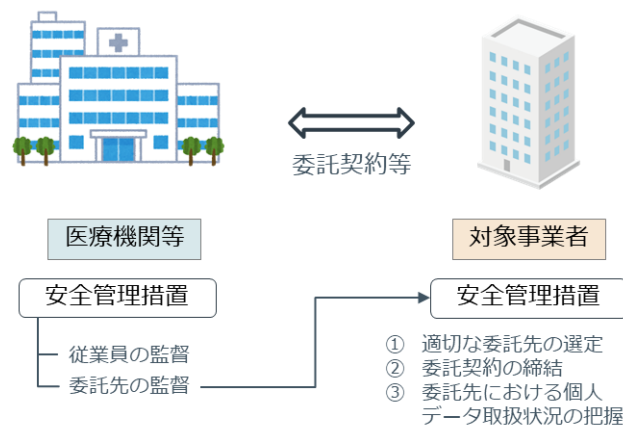 委託契約等
医療機関等
対象事業者
安全管理措置
安全管理措置
従業員の監督
委託先の監督
① 適切な委託先の選定
② 委託契約の締結
③ 委託先における個人
データ取扱状況の把握